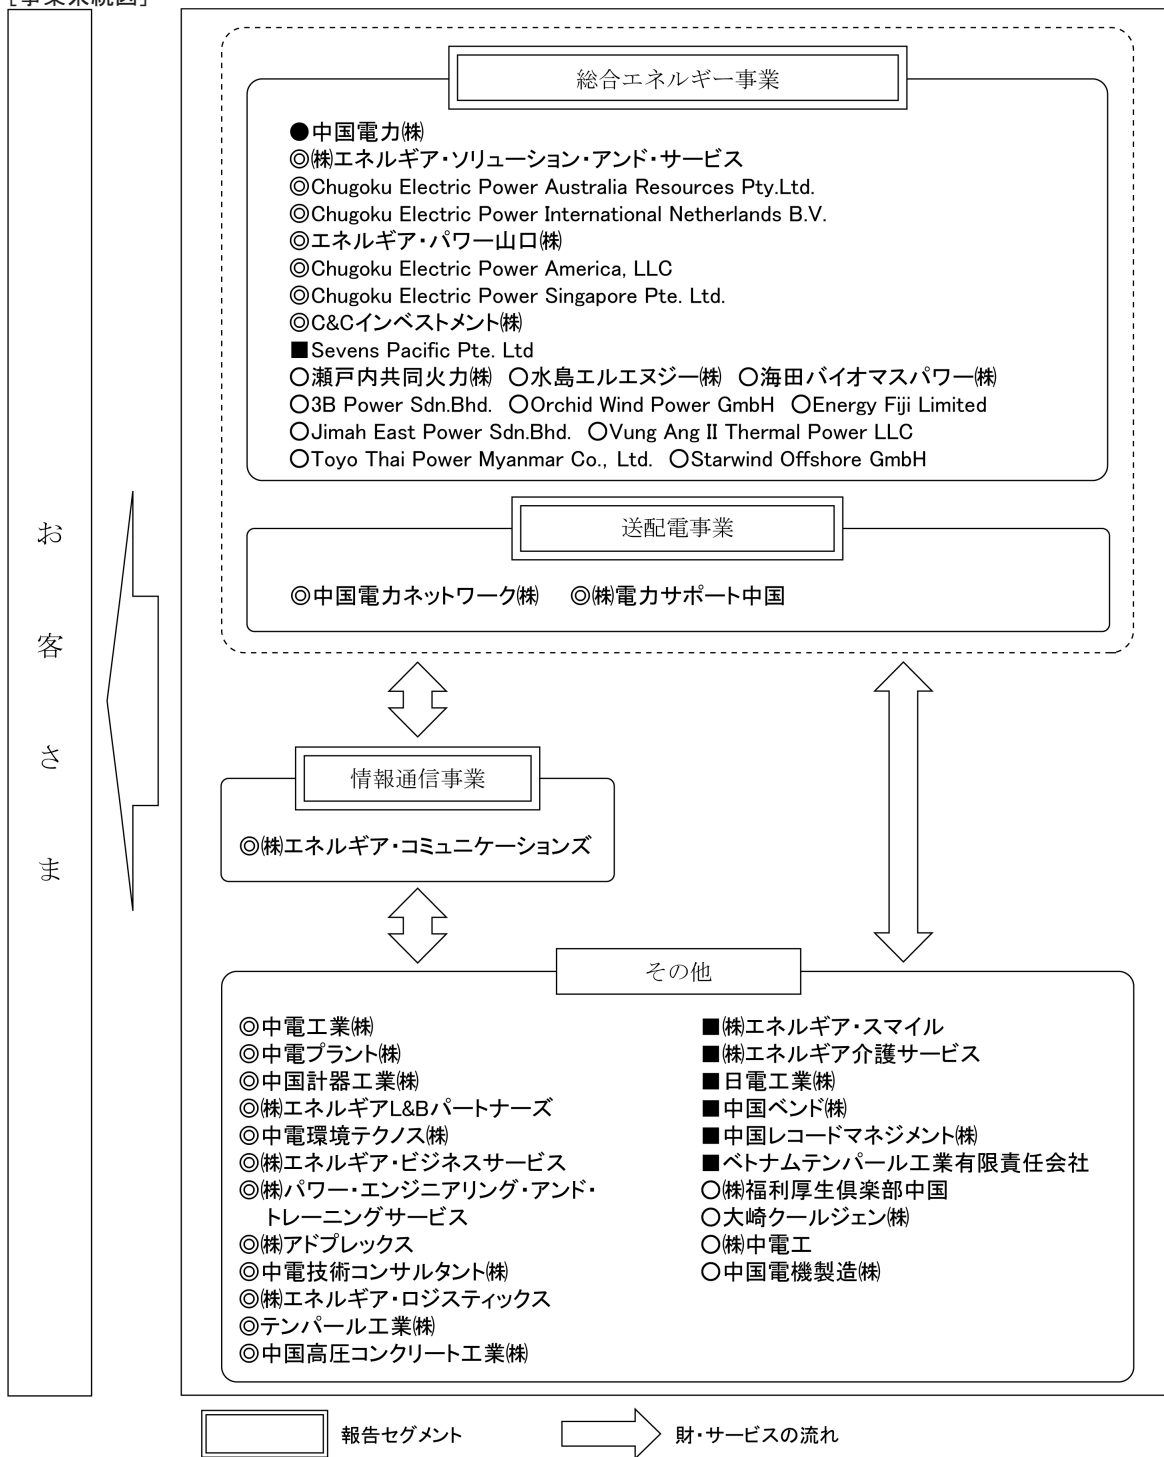 [事業系統図]
お客さま
総合エネルギー事業
●中国電力㈱
◎㈱エネルギア・ソリューション・アンド・サービス
◎Chugoku Electric Power Australia Resources Pty.Ltd.
◎Chugoku Electric Power International Netherlands B.V.
◎エネルギア・パワー山口㈱
◎Chugoku Electric Power America, LLC
◎Chugoku Electric Power Singapore Pte. Ltd.
◎C&Cインベストメント㈱
■Sevens Pacific Pte. Ltd
○瀬戸内共同火力㈱ ○水島エルエヌジー㈱ ○海田バイオマスパワー㈱
○3B Power Sdn.Bhd. ○Orchid Wind Power GmbH ○Energy Fiji Limited
○Jimah East Power Sdn.Bhd. ○Vung Ang II Thermal Power LLC
○Toyo Thai Power Myanmar Co., Ltd. ○Starwind Offshore GmbH
送配電事業
◎中国電力ネットワーク㈱ ◎㈱電力サポート中国
情報通信事業
◎㈱エネルギア・コミュニケーションズ
その他
◎中電工業㈱
◎中電プラント㈱
◎中国計器工業㈱
◎㈱エネルギアL&Bパートナーズ
◎中電環境テクノス㈱
◎㈱エネルギア・ビジネスサービス
◎㈱パワー・エンジニアリング・アンド・
トレーニングサービス
◎㈱アドプレックス
◎中電技術コンサルタント㈱
◎㈱エネルギア・ロジスティックス
◎テンパール工業㈱
◎中国高圧コンクリート工業㈱
■㈱エネルギア・スマイル
■㈱エネルギア介護サービス
■日電工業㈱
■中国ベンド㈱
■中国レコードマネジメント㈱
■ベトナムテンパール工業有限責任会社
○㈱福利厚生倶楽部中国
○大崎クールジェン㈱
○㈱中電工
○中国電機製造㈱
報告セグメント
財・サービスの流れ